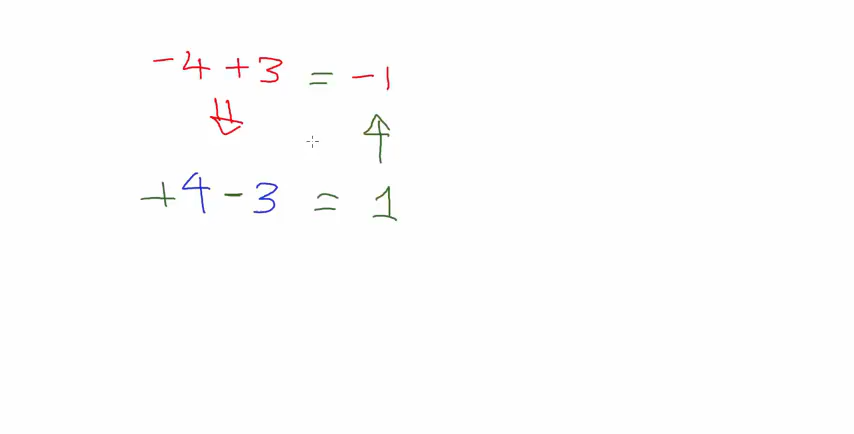 -4 + 3 = -1
+4 - 3 = 1